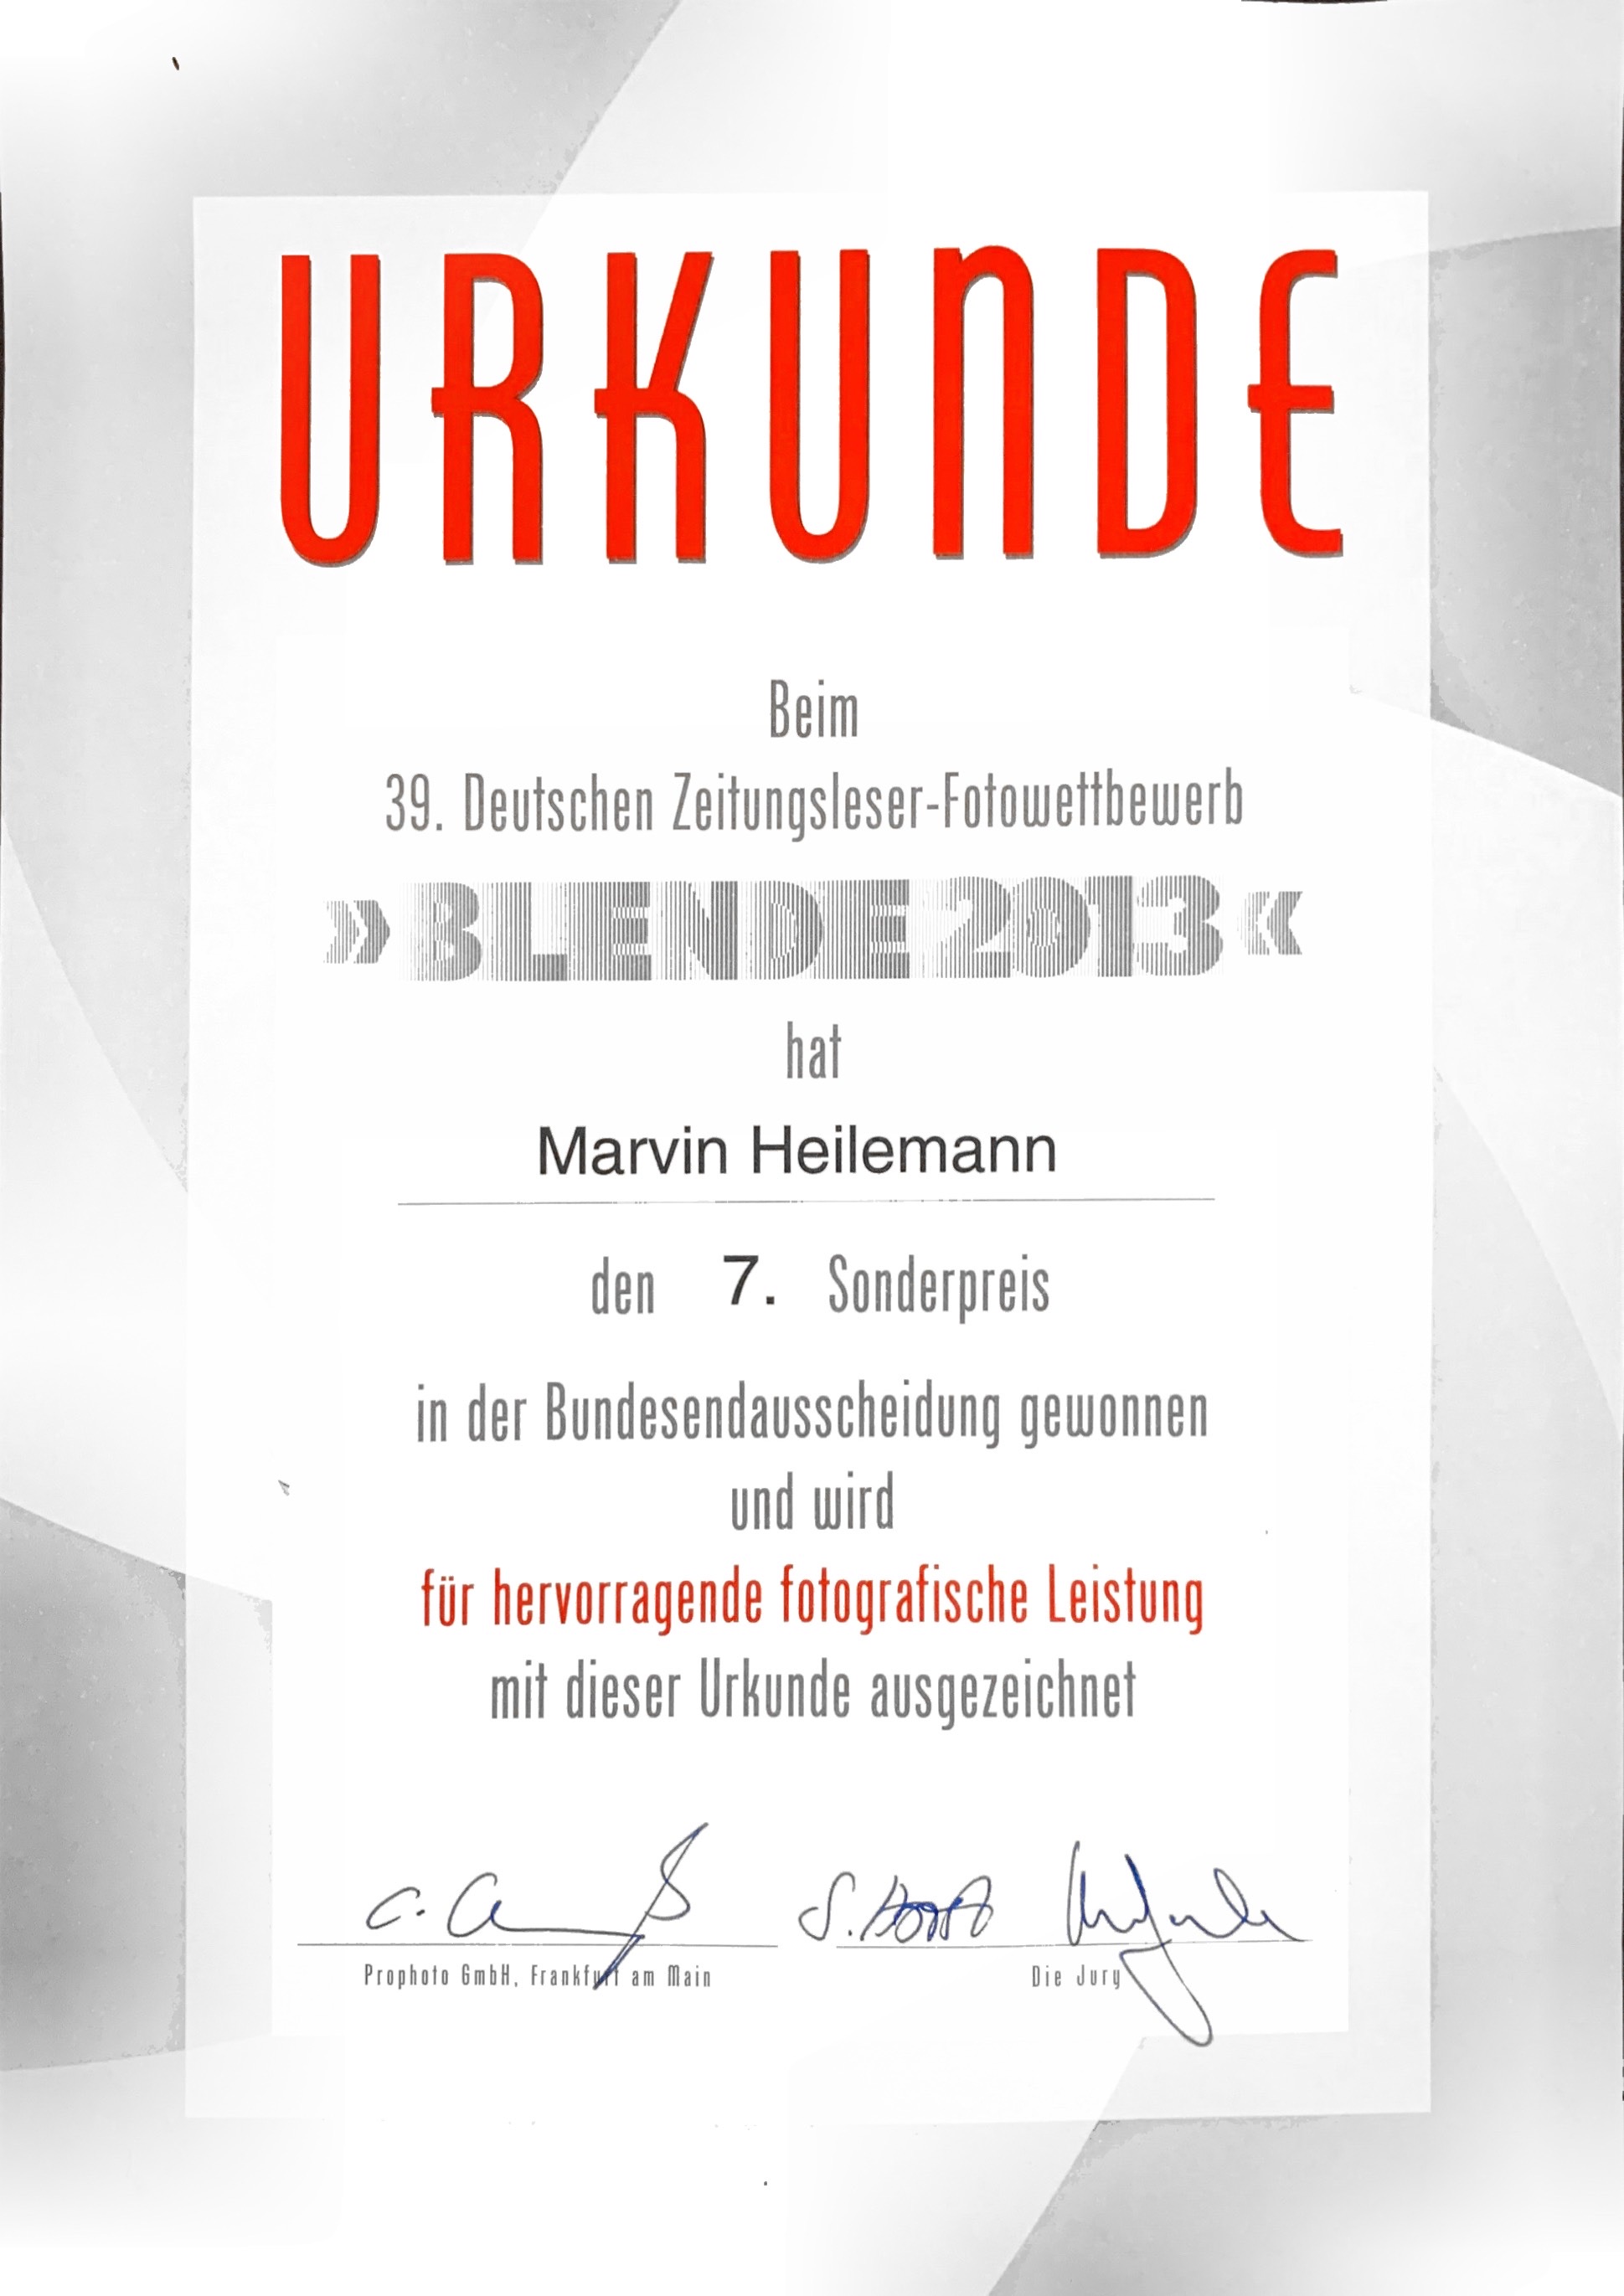 URKUNDE
Beim
39. Deutschen Zeitungsleser-Fotowettbewerb
»BLENDE 2013«
hat
Marvin Heilemann
den 7. Sonderpreis
in der Bundesendausscheidung gewonnen
und wird
für hervorragende fotografische Leistung
mit dieser Urkunde ausgezeichnet
Prophoto GmbH, Frankfurt am Main
Die Jury